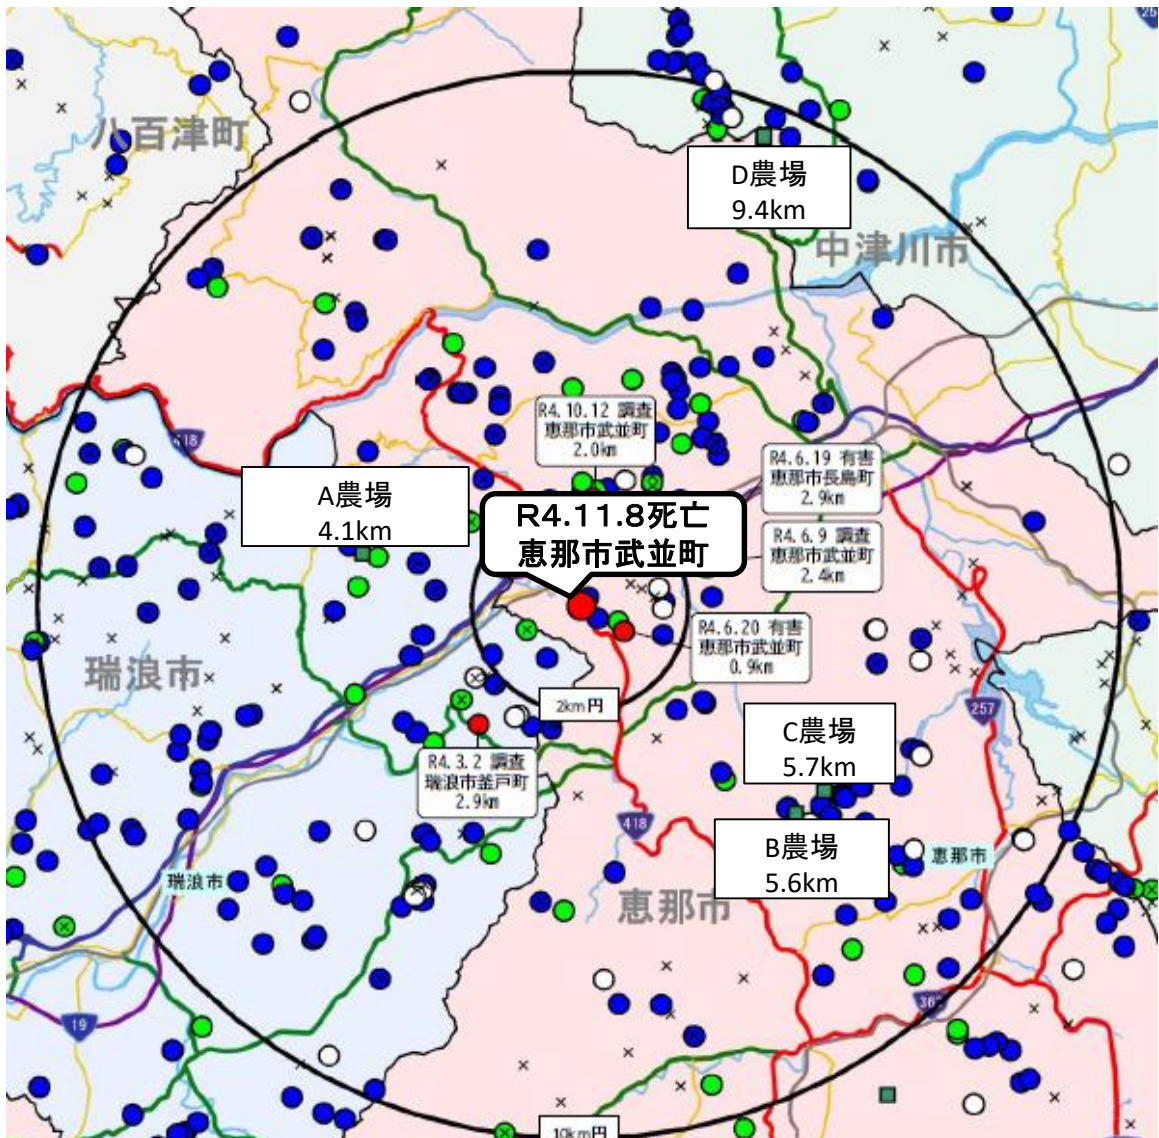 25
八百津町
D農場
9.4km
中津川市
418
R4.10.12 調査
恵那市武並町
2.0km
A農場
4.1km
R4.6.19 有害
恵那市長島町
2.9km
R4.11.8死亡
恵那市武並町
R4.6.9 調査
恵那市武並町
2.4km
R4.6.20 有害
恵那市武並町
0.9km
瑞浪市
2km円
257
C農場
5.7km
R4.3.2 調査
瑞浪市釜戸町
2.9km
418
B農場
5.6km
恵那市
瑞浪市
恵那市
363
19
10km円